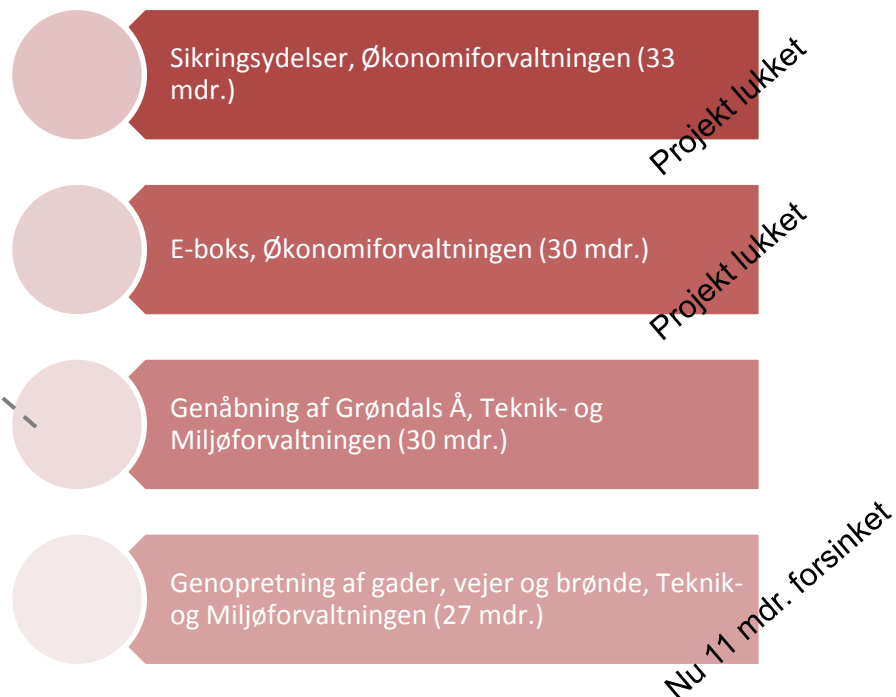 Sikringsydelser, Økonomiforvaltningen (33
mdr.)
Projekt lukket
E-boks, Økonomiforvaltningen (30 mdr.)
Projekt lukket
Genåbning af Grøndals Å, Teknik- og
Miljøforvaltningen (30 mdr.)
Genopretning af gader, vejer og brønde, Teknik-
og Miljøforvaltningen (27 mdr.)
Nu 11 mdr. forsinket